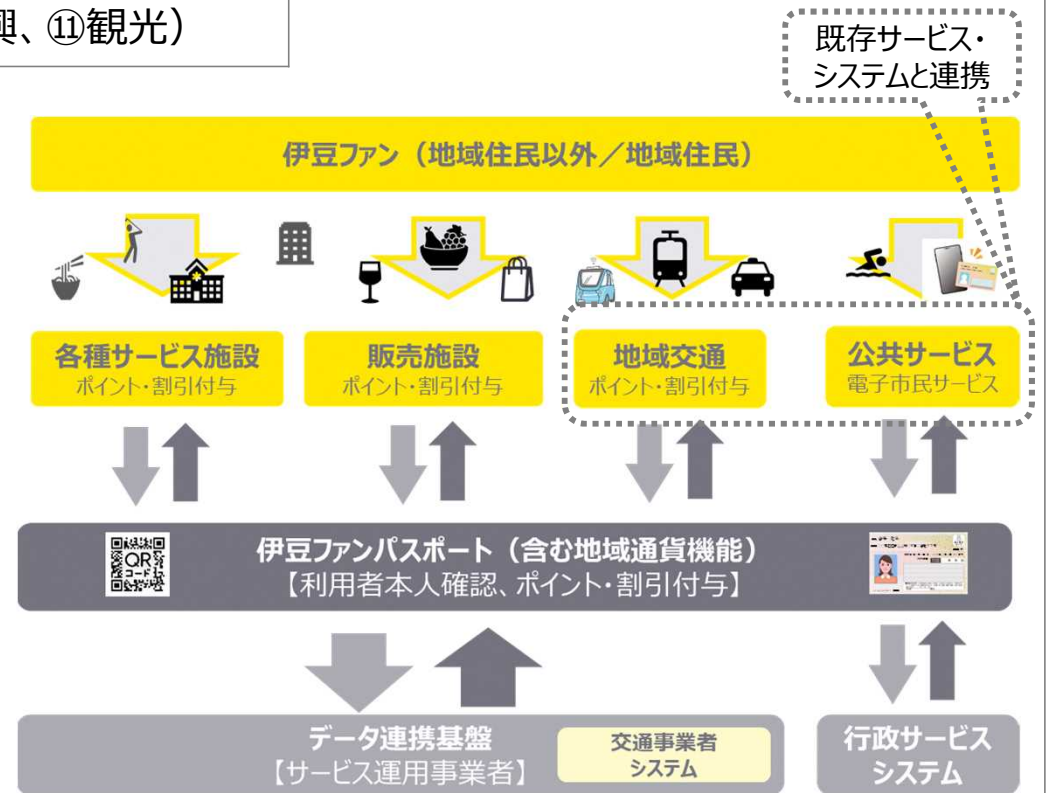 興、⑪観光）
既存サービス・
システムと連携
伊豆ファン（地域住民以外／地域住民）
各種サービス施設
ポイント・割引付与
販売施設
ポイント・割引付与
地域交通
ポイント・割引付与
公共サービス
電子市民サービス
QR
コード
伊豆ファンパスポート（含む地域通貨機能）
【利用者本人確認、ポイント・割引付与】
データ連携基盤
【サービス運用事業者】
交通事業者
システム
行政サービス
システム